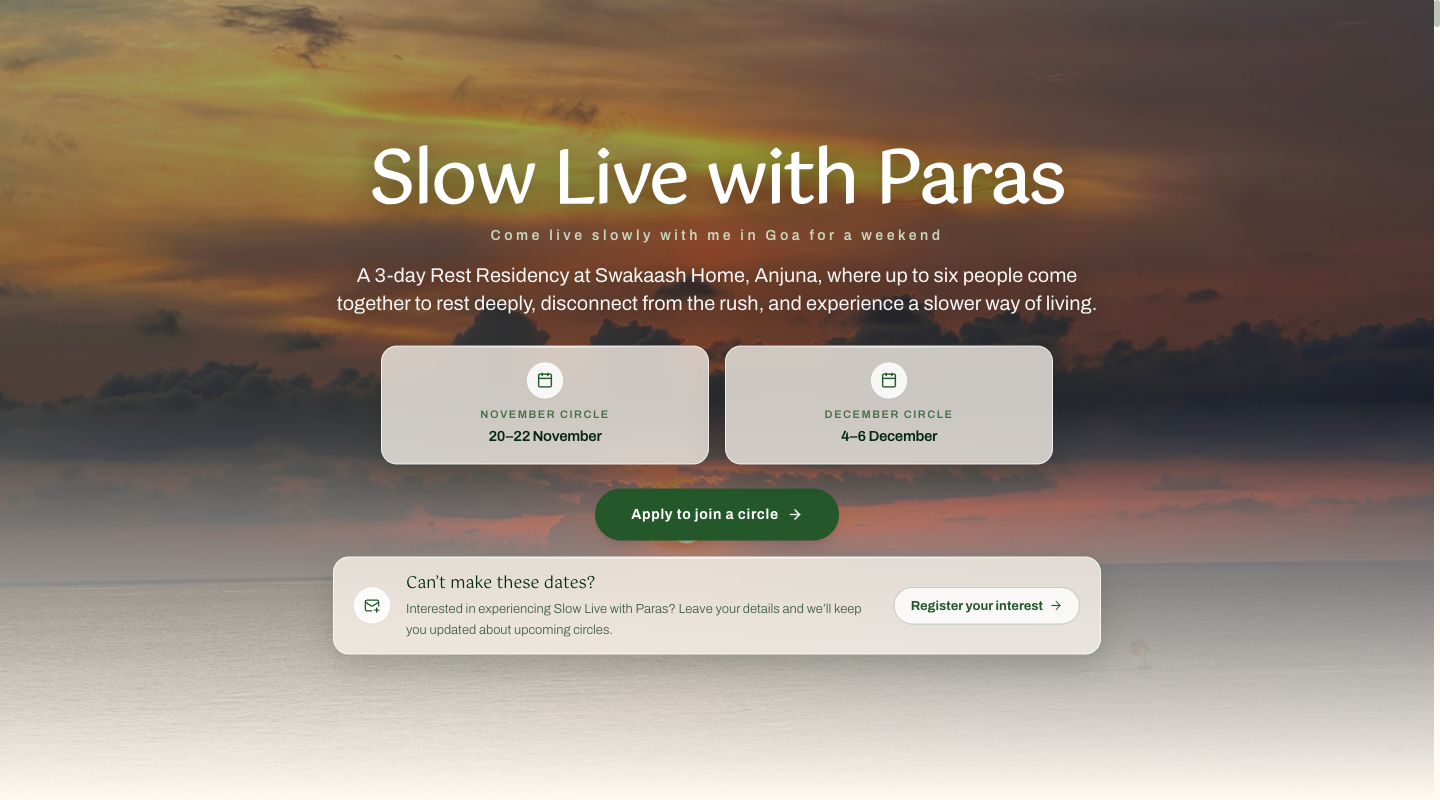 Slow Live with Paras
Come live slowly with me in Goa for a weekend
A 3-day Rest Residency at Swakaash Home, Anjuna, where up to six people come
together to rest deeply, disconnect from the rush, and experience a slower way of living.
NOVEMBER CIRCLE
20–22 November
DECEMBER CIRCLE
4–6 December
Apply to join a circle →
Can’t make these dates?
Interested in experiencing Slow Live with Paras? Leave your details and we’ll keep
you updated about upcoming circles.
Register your interest →